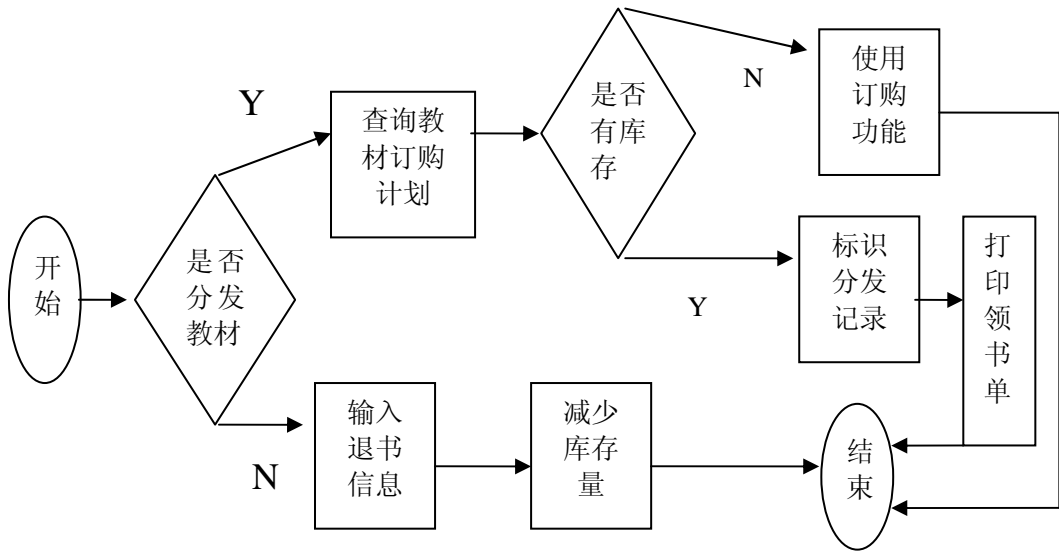 开
始
是否
分发
教材
Y
N
查询教
材订购
计划
是否
有库
存
N
Y
使用
订购
功能
标识
分发
记录
打
印
领
书
单
输入
退书
信息
减少
库存
量
结
束